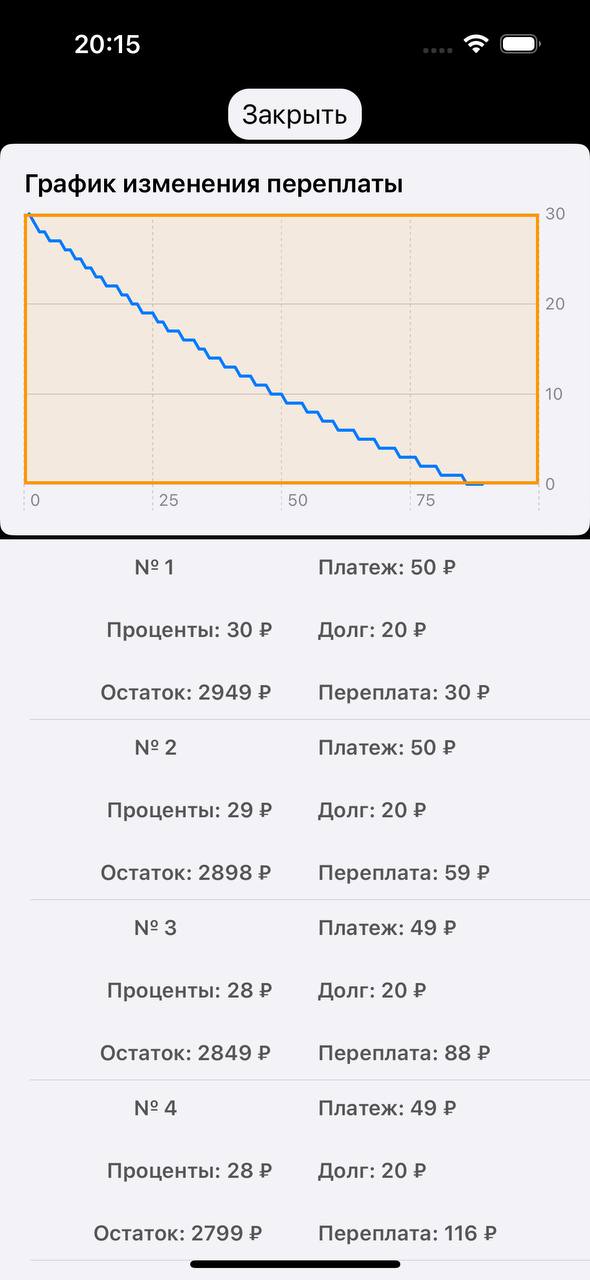 20:15
Закрыть
График изменения переплаты
30
20
10
0
0 25 50 75
№ 1 Платеж: 50 ₽
Проценты: 30 ₽ Долг: 20 ₽
Остаток: 2949 ₽ Переплата: 30 ₽
№ 2 Платеж: 50 ₽
Проценты: 29 ₽ Долг: 20 ₽
Остаток: 2898 ₽ Переплата: 59 ₽
№ 3 Платеж: 49 ₽
Проценты: 28 ₽ Долг: 20 ₽
Остаток: 2849 ₽ Переплата: 88 ₽
№ 4 Платеж: 49 ₽
Проценты: 28 ₽ Долг: 20 ₽
Остаток: 2799 ₽ Переплата: 116 ₽